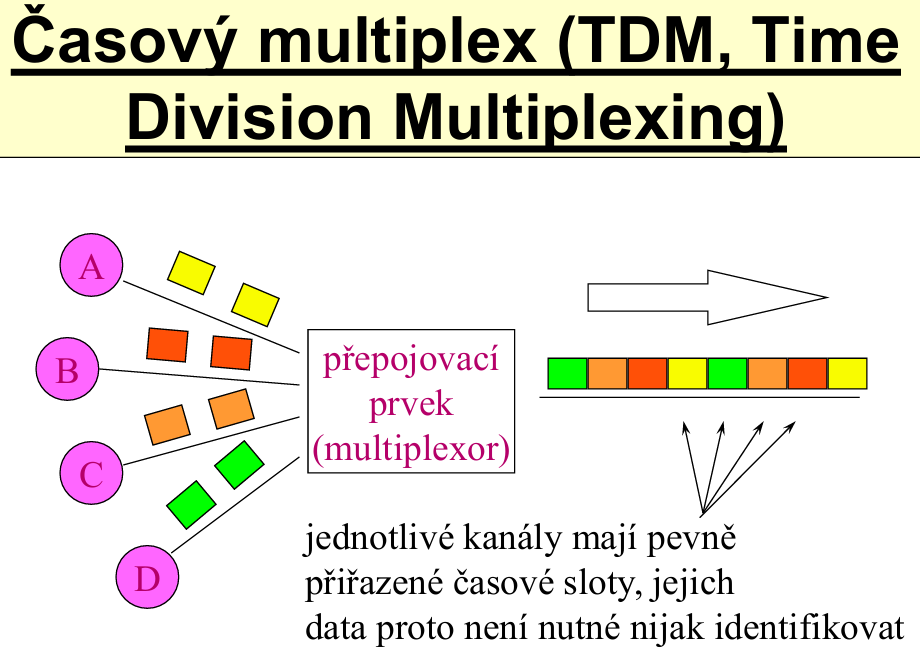 Časový multiplex (TDM, Time
Division Multiplexing)
A
B
C
D
přepojovací
prvek
(multiplexor)
jednotlivé kanály mají pevně
přiřazené časové sloty, jejich
data proto není nutné nijak identifikovat